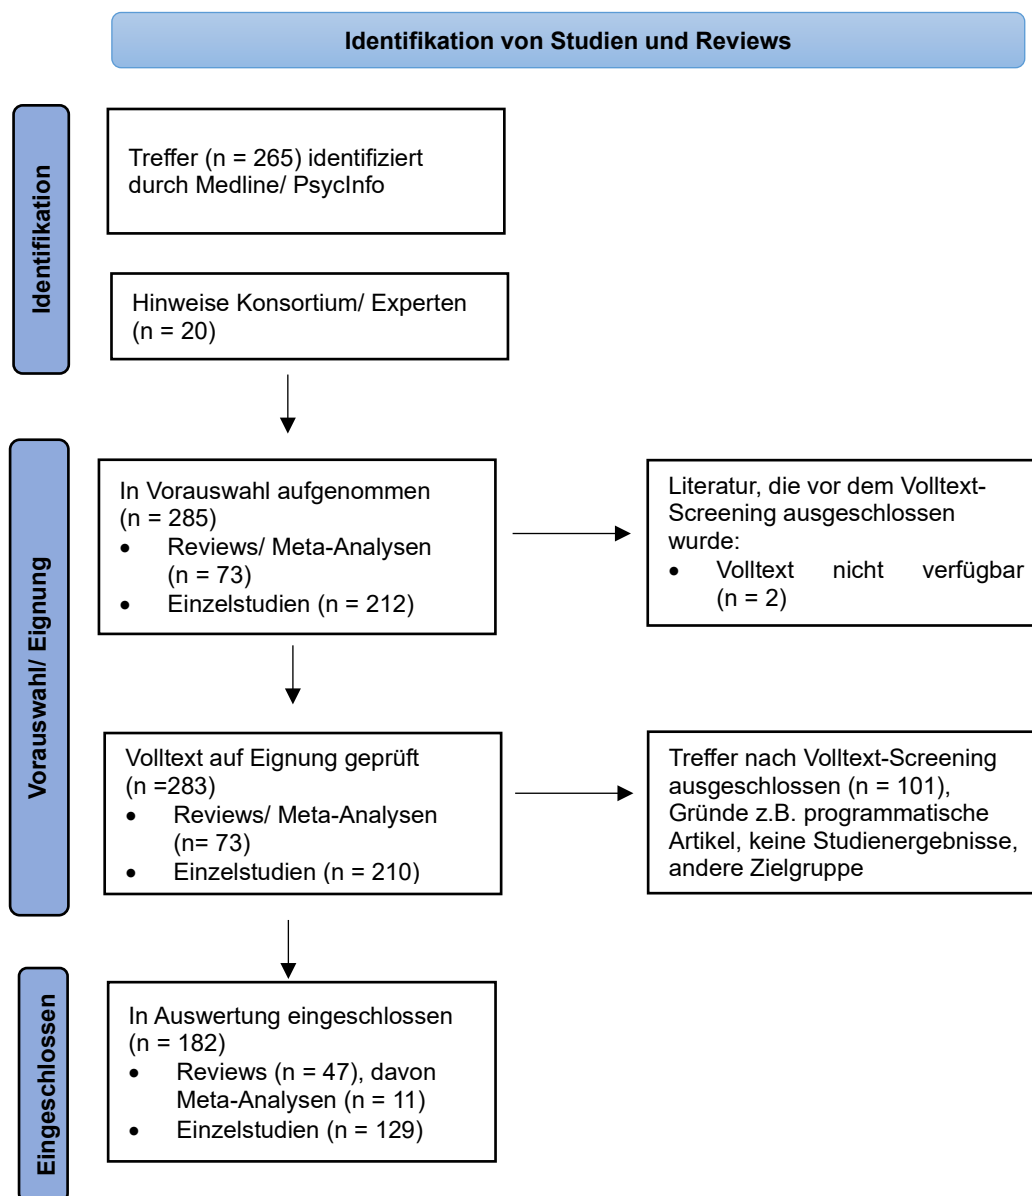 Identifikation von Studien und Reviews
Identifikation
Treffer (n = 265) identifiziert
durch Medline/ PsycInfo
Hinweise Konsortium/ Experten
(n = 20)
Vorauswahl/ Eignung
In Vorauswahl aufgenommen
(n = 285)
• Reviews/ Meta-Analysen
(n = 73)
• Einzelstudien (n = 212)
Literatur, die vor dem Volltext-
Screening ausgeschlossen
wurde:
• Volltext nicht verfügbar
(n = 2)
Volltext auf Eignung geprüft
(n =283)
• Reviews/ Meta-Analysen
(n= 73)
• Einzelstudien (n = 210)
Treffer nach Volltext-Screening
ausgeschlossen (n = 101),
Gründe z.B. programmatische
Artikel, keine Studienergebnisse,
andere Zielgruppe
Eingeschlossen
In Auswertung eingeschlossen
(n = 182)
• Reviews (n = 47), davon
Meta-Analysen (n = 11)
• Einzelstudien (n = 129)